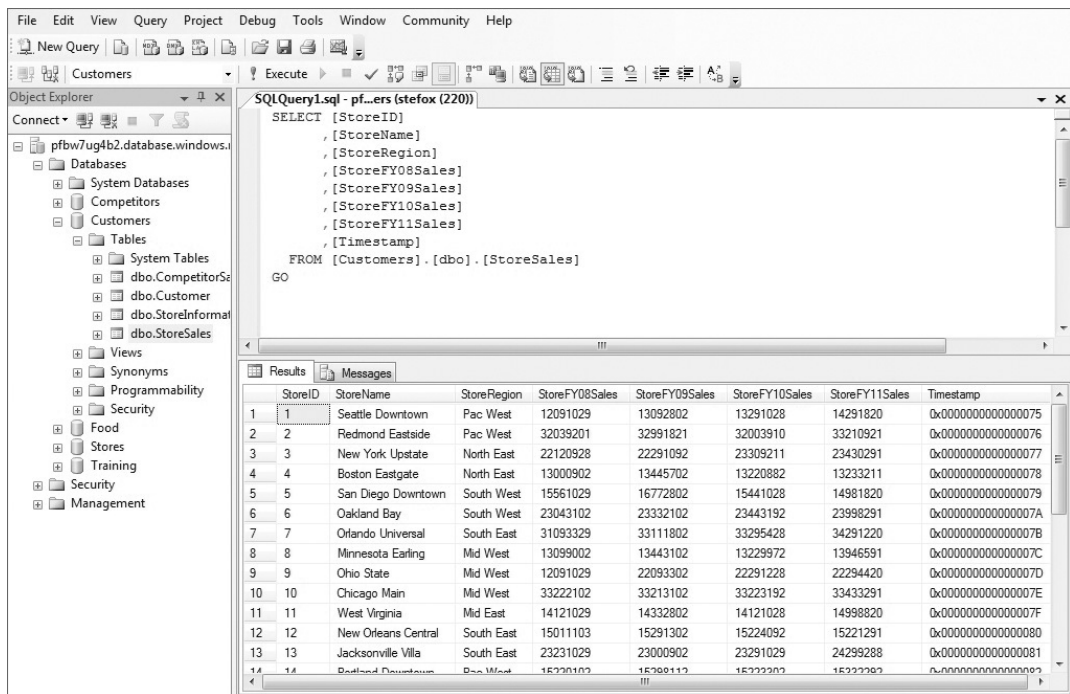 File Edit View Query Project Debug Tools Window Community Help
New Query
Customers Execute
Object Explorer
Connect
pfbw7ug4b2.database.windows.
Databases
System Databases
Competitors
Customers
Tables
System Tables
dbo.CompetitorSa
dbo.Customer
dbo.StoreInformat
dbo.StoreSales
Views
Synonyms
Programmability
Security
Food
Stores
Training
Security
Management
SQLQuery1.sql - pf...ers (stefox (220))
SELECT [StoreID]
,[StoreName]
,[StoreRegion]
,[StoreFY08Sales]
,[StoreFY09Sales]
,[StoreFY10Sales]
,[StoreFY11Sales]
,[Timestamp]
FROM [Customers].[dbo].[StoreSales]
GO
Results Messages
StoreID StoreName StoreRegion StoreFY08Sales StoreFY09Sales StoreFY10Sales StoreFY11Sales Timestamp
1 1 Seattle Downtown Pac West 12091029 13092802 13291028 14291820 0x0000000000000075
2 2 Redmond Eastside Pac West 32039201 32991821 32003910 33210921 0x0000000000000076
3 3 New York Upstate North East 22120928 22291092 23309211 23430291 0x0000000000000077
4 4 Boston Eastgate North East 13000902 13445702 13220882 13233211 0x0000000000000078
5 5 San Diego Downtown South West 15561029 16772802 15441028 14981820 0x0000000000000079
6 6 Oakland Bay South West 23043102 23332102 23443192 23998291 0x000000000000007A
7 7 Orlando Universal South East 31093329 33111802 33295428 34291220 0x000000000000007B
8 8 Minnesota Earling Mid West 13099002 13443102 13229972 13946591 0x000000000000007C
9 9 Ohio State Mid West 12091029 22093302 22291228 22294420 0x000000000000007D
10 10 Chicago Main Mid West 33222102 33213102 33223192 33433291 0x000000000000007E
11 11 West Virginia Mid East 14121029 14332802 14121028 14998820 0x000000000000007F
12 12 New Orleans Central South East 15011103 15291302 15224092 15221291 0x0000000000000080
13 13 Jacksonville Villa South East 23231029 23000902 23291029 24299288 0x0000000000000081
14 14 Portland Downtown Pac West 15220102 15298112 15223302 15332292 0x0000000000000082